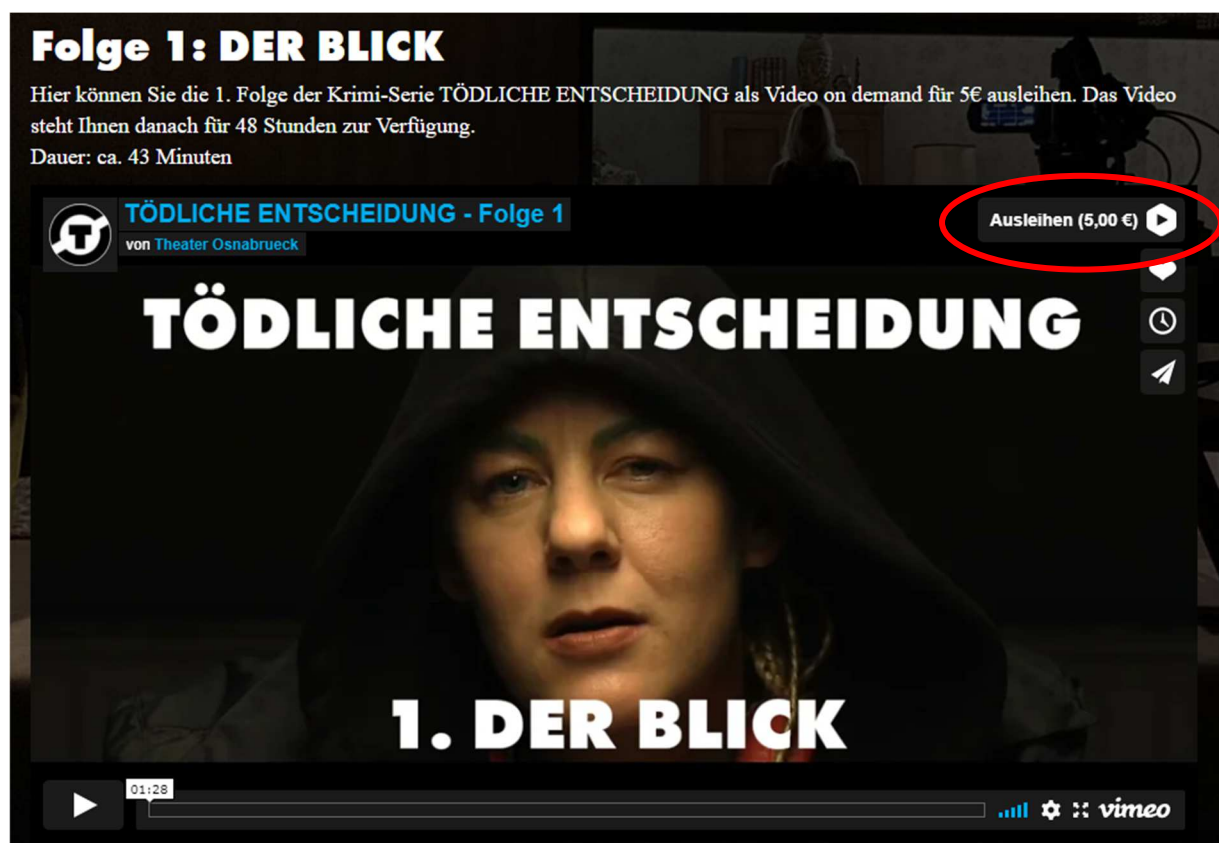 Folge 1: DER BLICK
Hier können Sie die 1. Folge der Krimi-Serie TÖDLICHE ENTSCHEIDUNG als Video on demand für 5€ ausleihen. Das Video
steht Ihnen danach für 48 Stunden zur Verfügung.
Dauer: ca. 43 Minuten
T
TÖDLICHE ENTSCHEIDUNG - Folge 1
von Theater Osnabrueck
Ausleihen (5,00 €)
TÖDLICHE ENTSCHEIDUNG
1. DER BLICK
01:28
vimeo